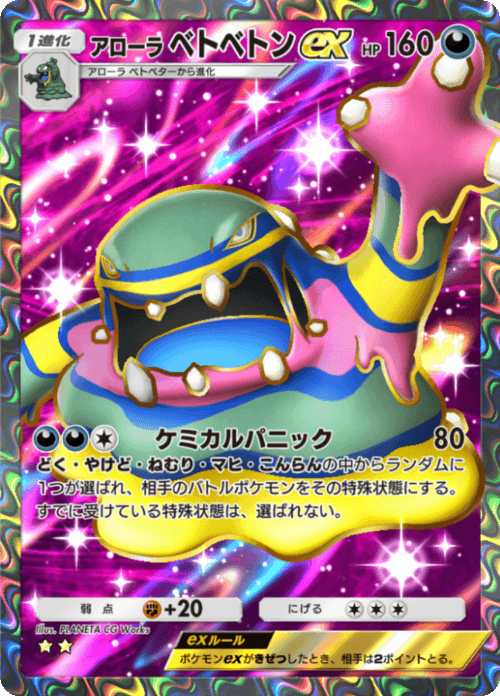 1進化 アローラ ベトベトン ex HP 160
アローラ ベトベターから進化
ケミカルパニック 80
どく・やけど・ねむり・マヒ・こんらんの中からランダムに
1つが選ばれ、相手のバトルポケモンをその特殊状態にする。
すでに受けている特殊状態は、選ばれない。
弱点 +20 にげる
Illus. PLANETA CG Works
exルール
ポケモンexがきぜつしたとき、相手は2ポイントとる。